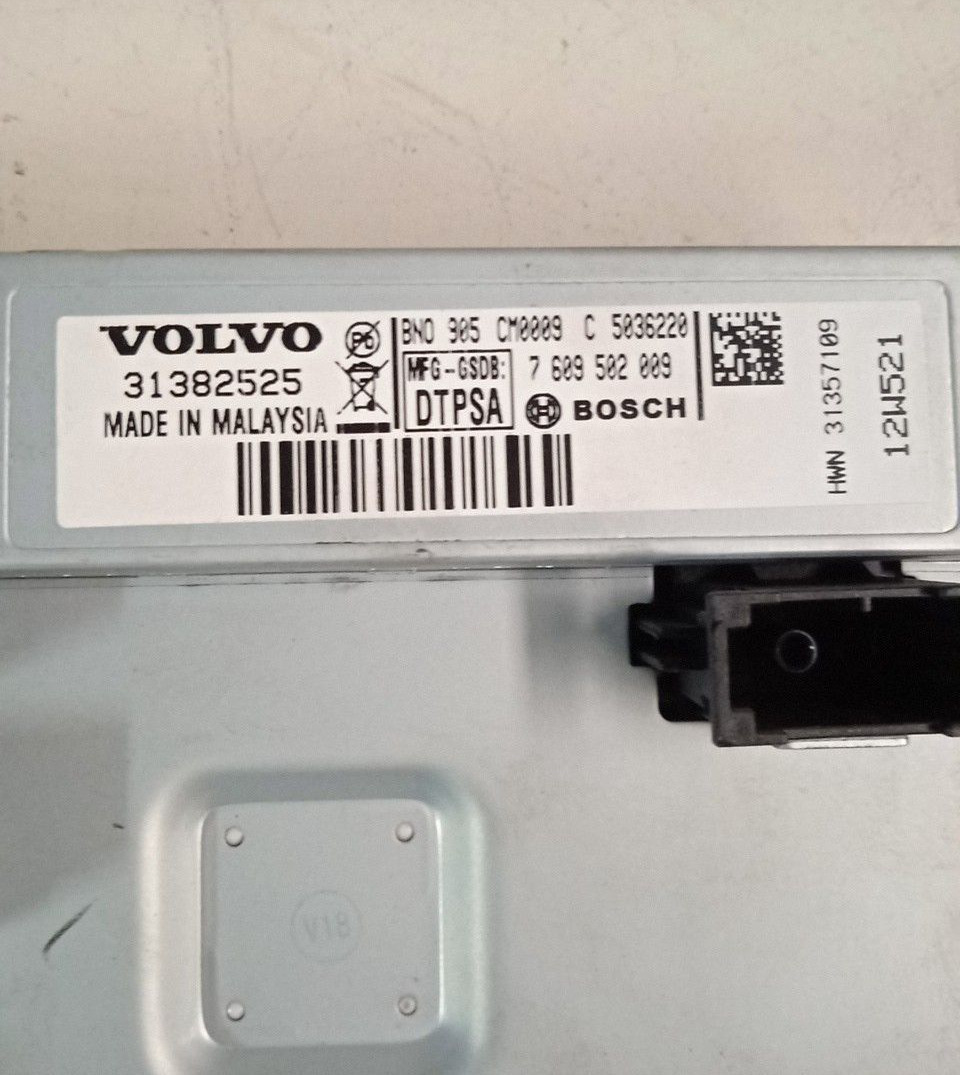 VOLVO
31382525
MADE IN MALAYSIA
Pb
BNO 905 CM0009 C 5036220
MFG-GSDB:
DTPSA
7 609 502 009
BOSCH
HWN 31357109
12W521
V18